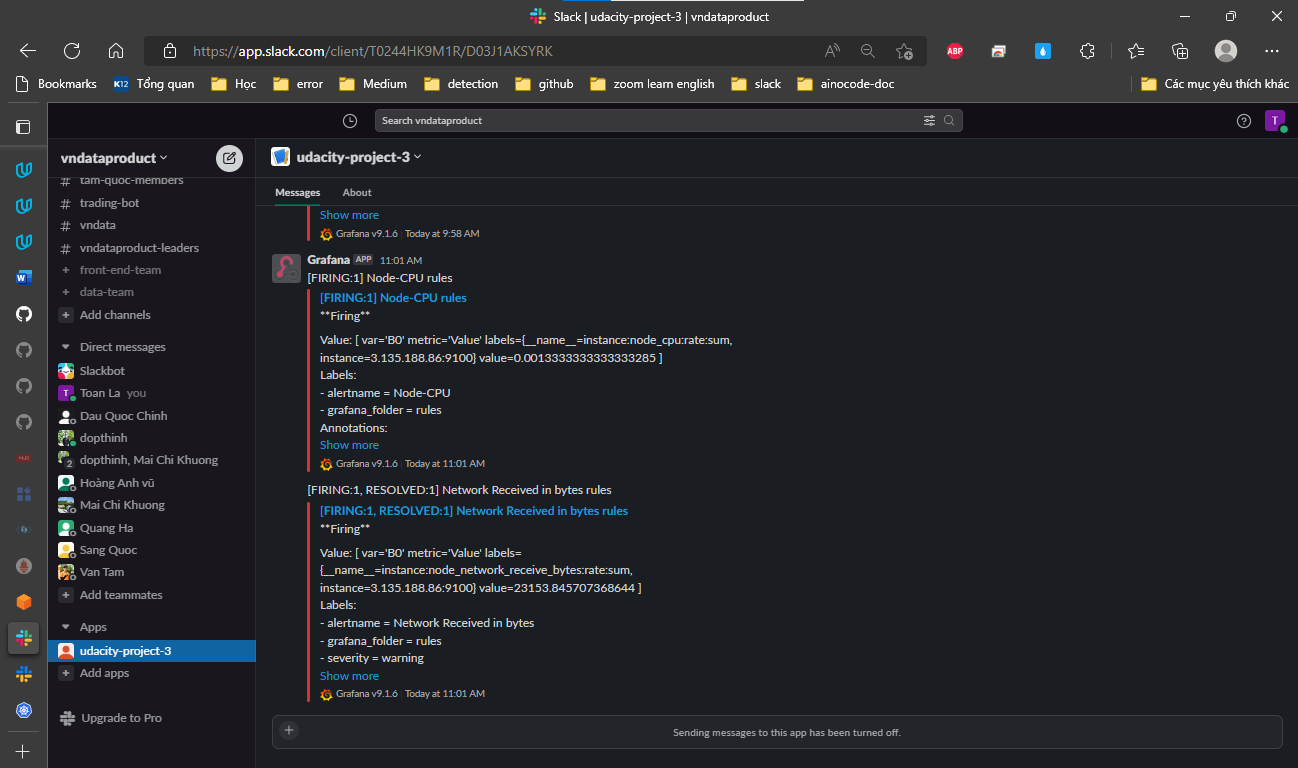 Slack | udacity-project-3 | vndataproduct
https://app.slack.com/client/T0244HK9M1R/D03J1AKSYRK
ABP
Bookmarks
K12 Tổng quan
Học
error
Medium
detection
github
zoom learn english
slack
ainocode-doc
Các mục yêu thích khác
Search vndataproduct
T
vndataproduct
# tam-quoc-members
# trading-bot
# vndata
# vndataproduct-leaders
+ front-end-team
+ data-team
+ Add channels
Direct messages
Slackbot
T Toan La you
Dau Quoc Chinh
dopthinh
2 dopthinh, Mai Chi Khuong
Hoàng Anh vũ
Mai Chi Khuong
Quang Ha
Sang Quoc
Van Tam
+ Add teammates
Apps
udacity-project-3
+ Add apps
Upgrade to Pro
udacity-project-3
Messages
About
Show more
Grafana v9.1.6 | Today at 9:58 AM
Grafana APP 11:01 AM
[FIRING:1] Node-CPU rules
[FIRING:1] Node-CPU rules
**Firing**
Value: [ var='B0' metric='Value' labels={__name__=instance:node_cpu:rate:sum,
instance=3.135.188.86:9100} value=0.0013333333333333285 ]
Labels:
- alertname = Node-CPU
- grafana_folder = rules
Annotations:
Show more
Grafana v9.1.6 | Today at 11:01 AM
[FIRING:1, RESOLVED:1] Network Received in bytes rules
[FIRING:1, RESOLVED:1] Network Received in bytes rules
**Firing**
Value: [ var='B0' metric='Value' labels=
{__name__=instance:node_network_receive_bytes:rate:sum,
instance=3.135.188.86:9100} value=23153.845707368644 ]
Labels:
- alertname = Network Received in bytes
- grafana_folder = rules
- severity = warning
Show more
Grafana v9.1.6 | Today at 11:01 AM
Sending messages to this app has been turned off.